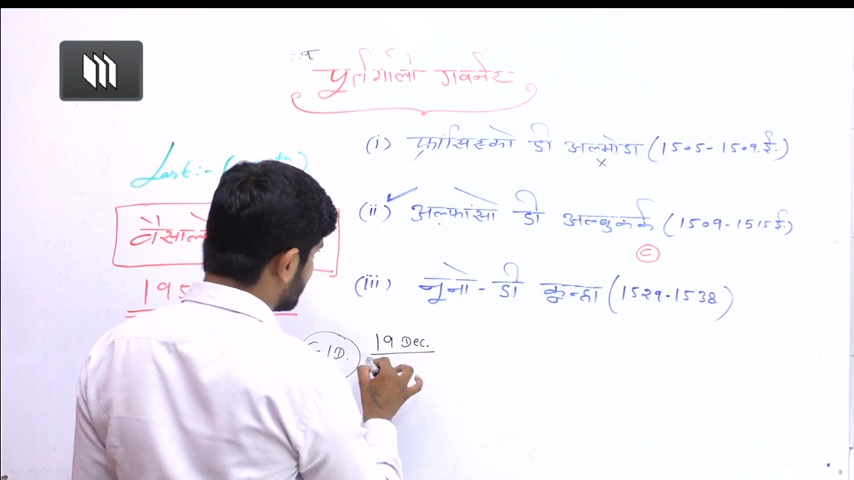 पुर्तगाली गवर्नर
(i) फ्रांसिस्को डी अल्मोडा (1505-1509 ई.)
x
Last:-
(ii) अल्फांसो डी अल्बुकर्क (1509-1515 ई)
C
(iii) नूनो-डी कून्हा (1529-1538)
19 Dec.